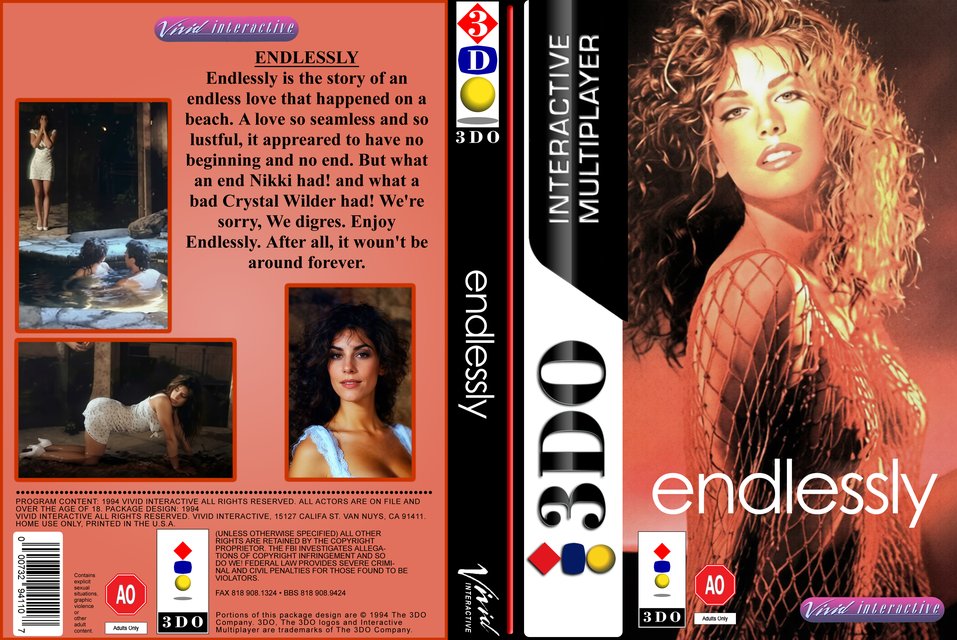 Vivid interactive
ENDLESSLY
Endlessly is the story of an
endless love that happened on a
beach. A love so seamless and so
lustful, it appreared to have no
beginning and no end. But what
an end Nikki had! and what a
bad Crystal Wilder had! We're
sorry, We digres. Enjoy
Endlessly. After all, it woun't be
around forever.
PROGRAM CONTENT: 1994 VIVID INTERACTIVE ALL RIGHTS RESERVED. ALL ACTORS ON FILE AND
OVER THE AGE OF 18. PACKAGE DESIGN: 1994
VIVID INTERACTIVE ALL RIGHTS RESERVED. VIVID INTERACTIVE, 15127 CALIFA ST. VAN NUYS, CA 91411.
HOME USE ONLY, PRINTED IN THE U.S.A.
0 00732 94110 7
Contains
explicit
sexual
situations,
graphic
violence
or
other
adult
content.
AO
Adults Only
3DO
(UNLESS OTHERWISE SPECIFIED) ALL OTHER
RIGHTS ARE RETAINED BY THE COPYRIGHT
PROPRIETOR. THE FBI INVESTIGATES ALLEGA-
TIONS OF COPYRIGHT INFRINGEMENT AND SO
DO WE! FEDERAL LAW PROVIDES SEVERE CRIMI-
NAL AND CIVIL PENALTIES FOR THOSE FOUND TO BE
VIOLATORS.
FAX 818 908.1324 • BBS 818 908.9424
Portions of this package design are © 1994 The 3DO
Company. 3DO, The 3DO logos and Interactive
Multiplayer are trademarks of The 3DO Company.
3
D
3DO
endlessly
Vivid
INTERACTIVE
INTERACTIVE
MULTIPLAYER
3DO
endlessly
3DO
AO
Adults Only
Vivid interactive